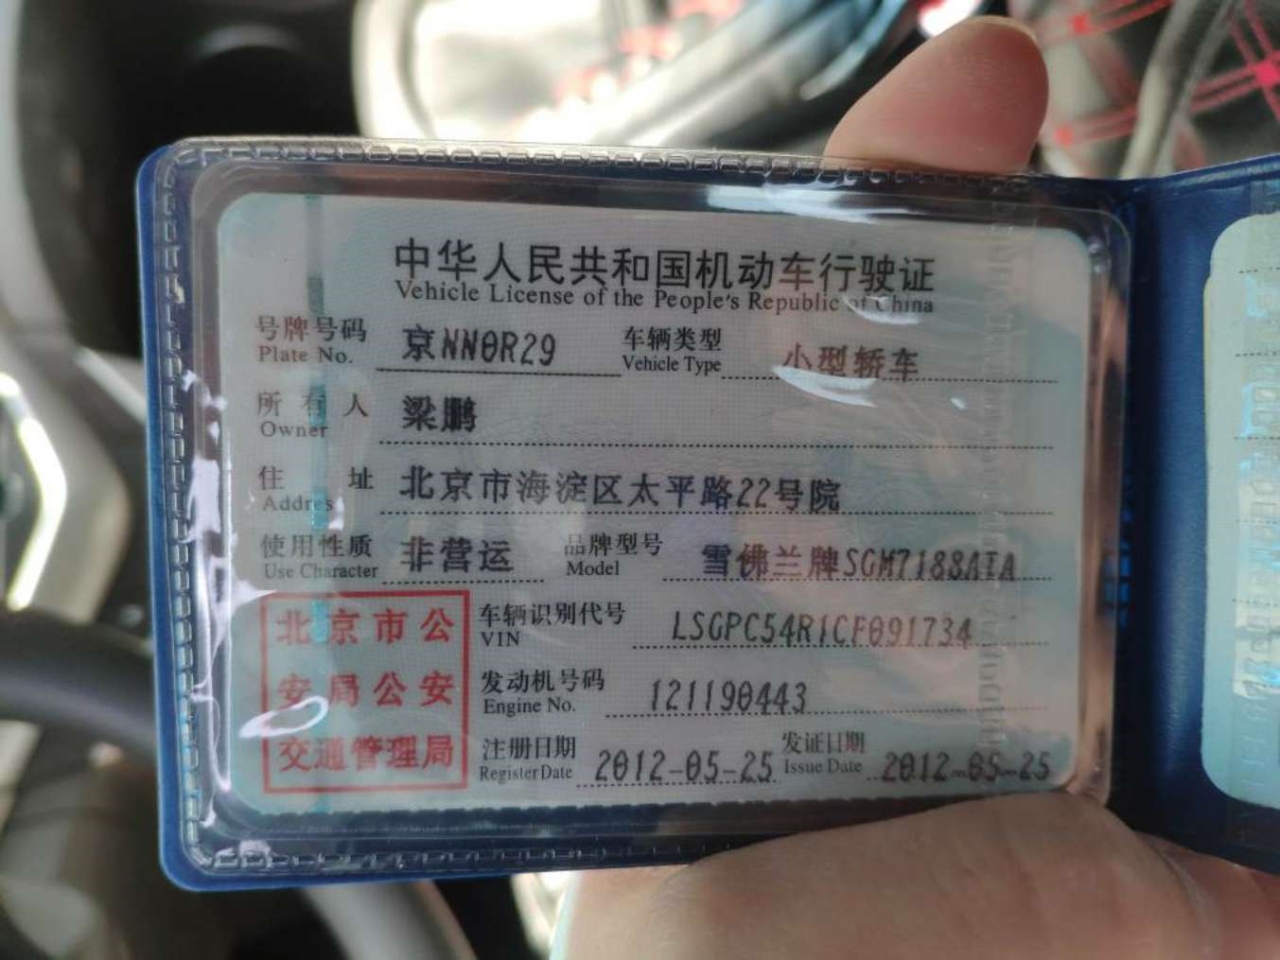 中华人民共和国机动车行驶证
Vehicle License of the People's Republic of China
号牌号码 京NN0R29 车辆类型 小型轿车
Plate No. Vehicle Type
所有人 梁鹏
Owner
住址 北京市海淀区太平路22号院
Address
使用性质 非营运 品牌型号 雪佛兰牌SGM7188ATA
Use Character Model
北京市公 车辆识别代号 LSGPC54R1CF091734
VIN
安局公安 发动机号码 121190443
Engine No.
交通管理局 注册日期 2012-05-25 发证日期 2012-05-25
Register Date Issue Date